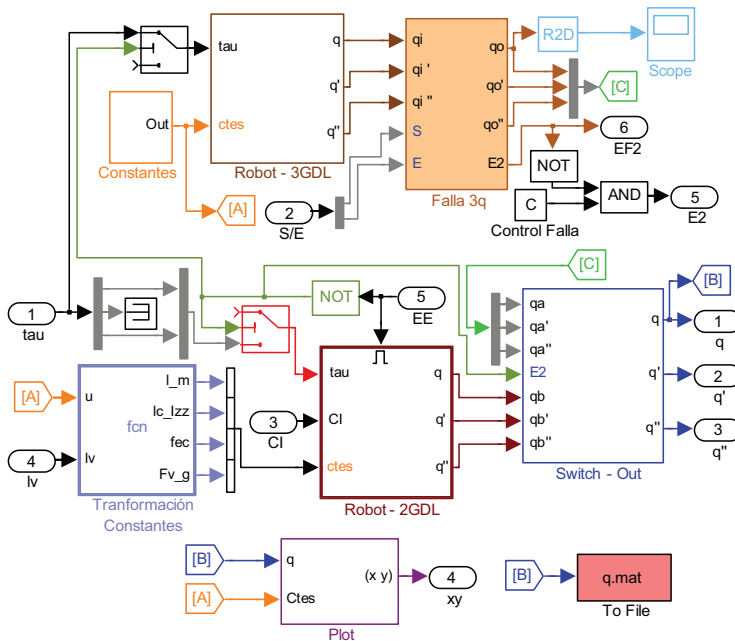 tau
q
q'
q''
ctes
Robot - 3GDL
Out
Constantes
[A]
qi
qi '
qi ''
S
E
qo
qo'
qo''
E2
Falla 3q
R2D
Scope
[C]
6
EF2
NOT
C
Control Falla
AND
5
E2
2
S/E
1
tau
NOT
5
EE
[C]
qa
qa'
qa''
E2
qb
qb'
qb''
q
q'
q''
Switch - Out
[B]
1
q
2
q'
3
q''
[A]
4
Iv
u
lv
fcn
l_m
lc_Izz
fec
Fv_g
Tranformación
Constantes
3
CI
tau
CI
ctes
q
q'
q''
Robot - 2GDL
[B]
[A]
q
Ctes
(x y)
Plot
4
xy
[B]
q.mat
To File